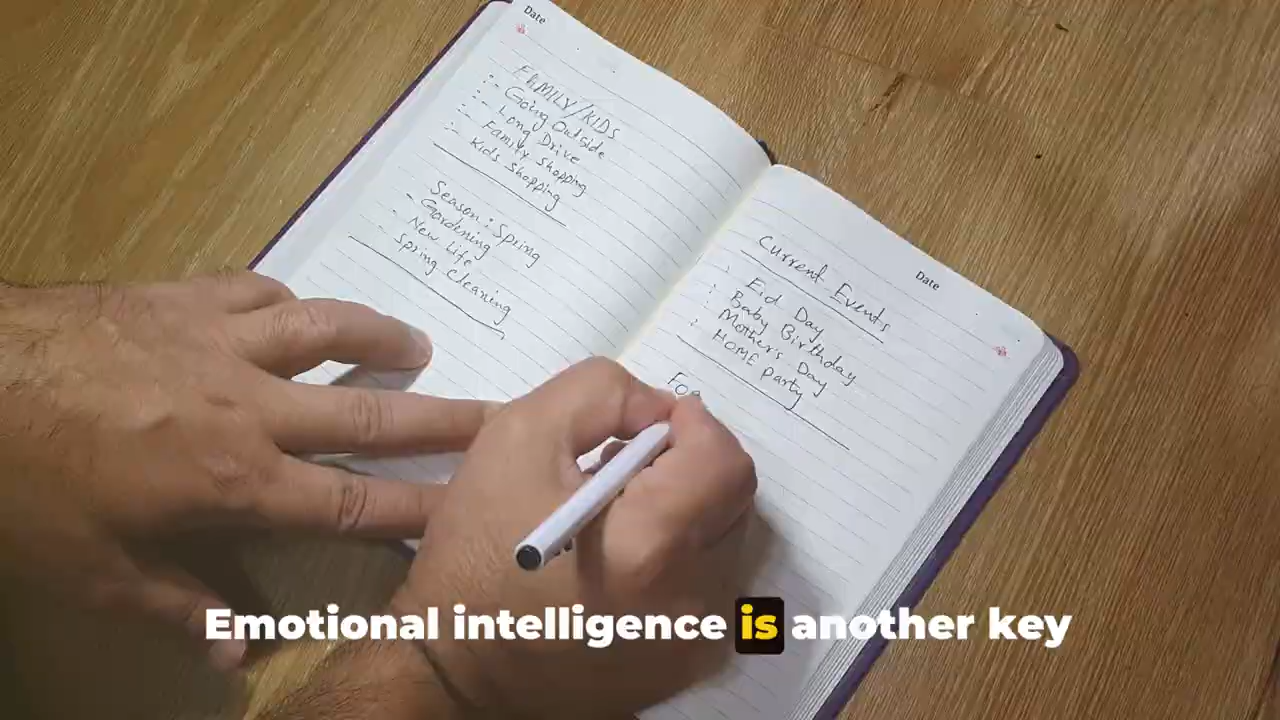 Date
FAMILY/KIDS
:- Going Outside
:- Long Drive
:- Family Shopping
:- Kids Shopping
Season: Spring
- Gardening
- New Life
- Spring Cleaning
Date
Current Events
: Eid Day
: Baby Birthday
: Mother's Day
: HOME party
Foo
Emotional intelligence is another key